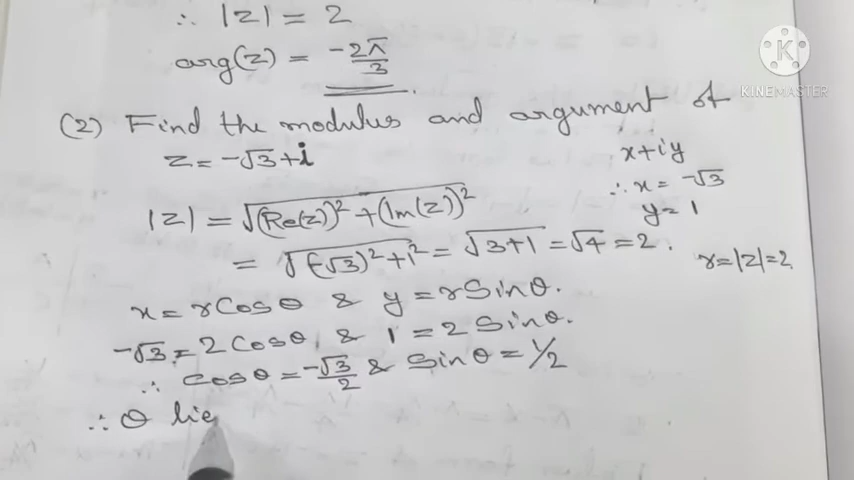 ∴ |z| = 2
arg(z) = -2π/3
KINEMASTER
(2) Find the modulus and argument of
z = -√3+i
x+iy
∴ x = -√3
y = 1
|z| = √(Re(z))² + (Im(z))²
= √(-√3)² + 1² = √3+1 = √4 = 2.
r = |z| = 2
x = r Cos θ & y = r Sin θ.
-√3 = 2 Cos θ & 1 = 2 Sin θ.
∴ Cos θ = -√3/2 & Sin θ = 1/2
∴ θ lie